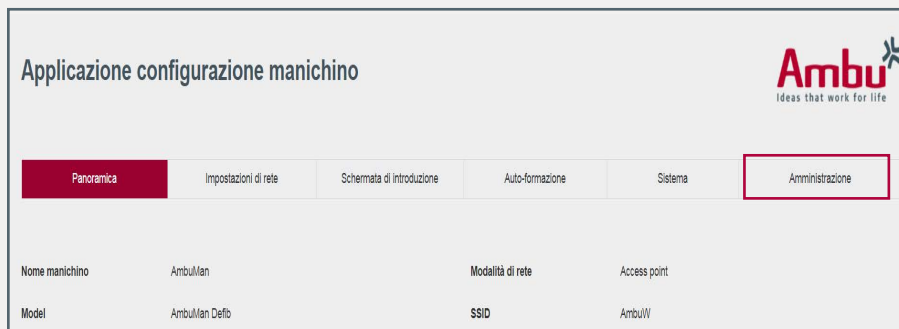 Applicazione configurazione manichino
Ambu
Ideas that work for life
Panoramica Impostazioni di rete Schermata di introduzione Auto-formazione Sistema Amministrazione
Nome manichino AmbuMan Modalità di rete Access point
Model AmbuMan Defib SSID AmbuW